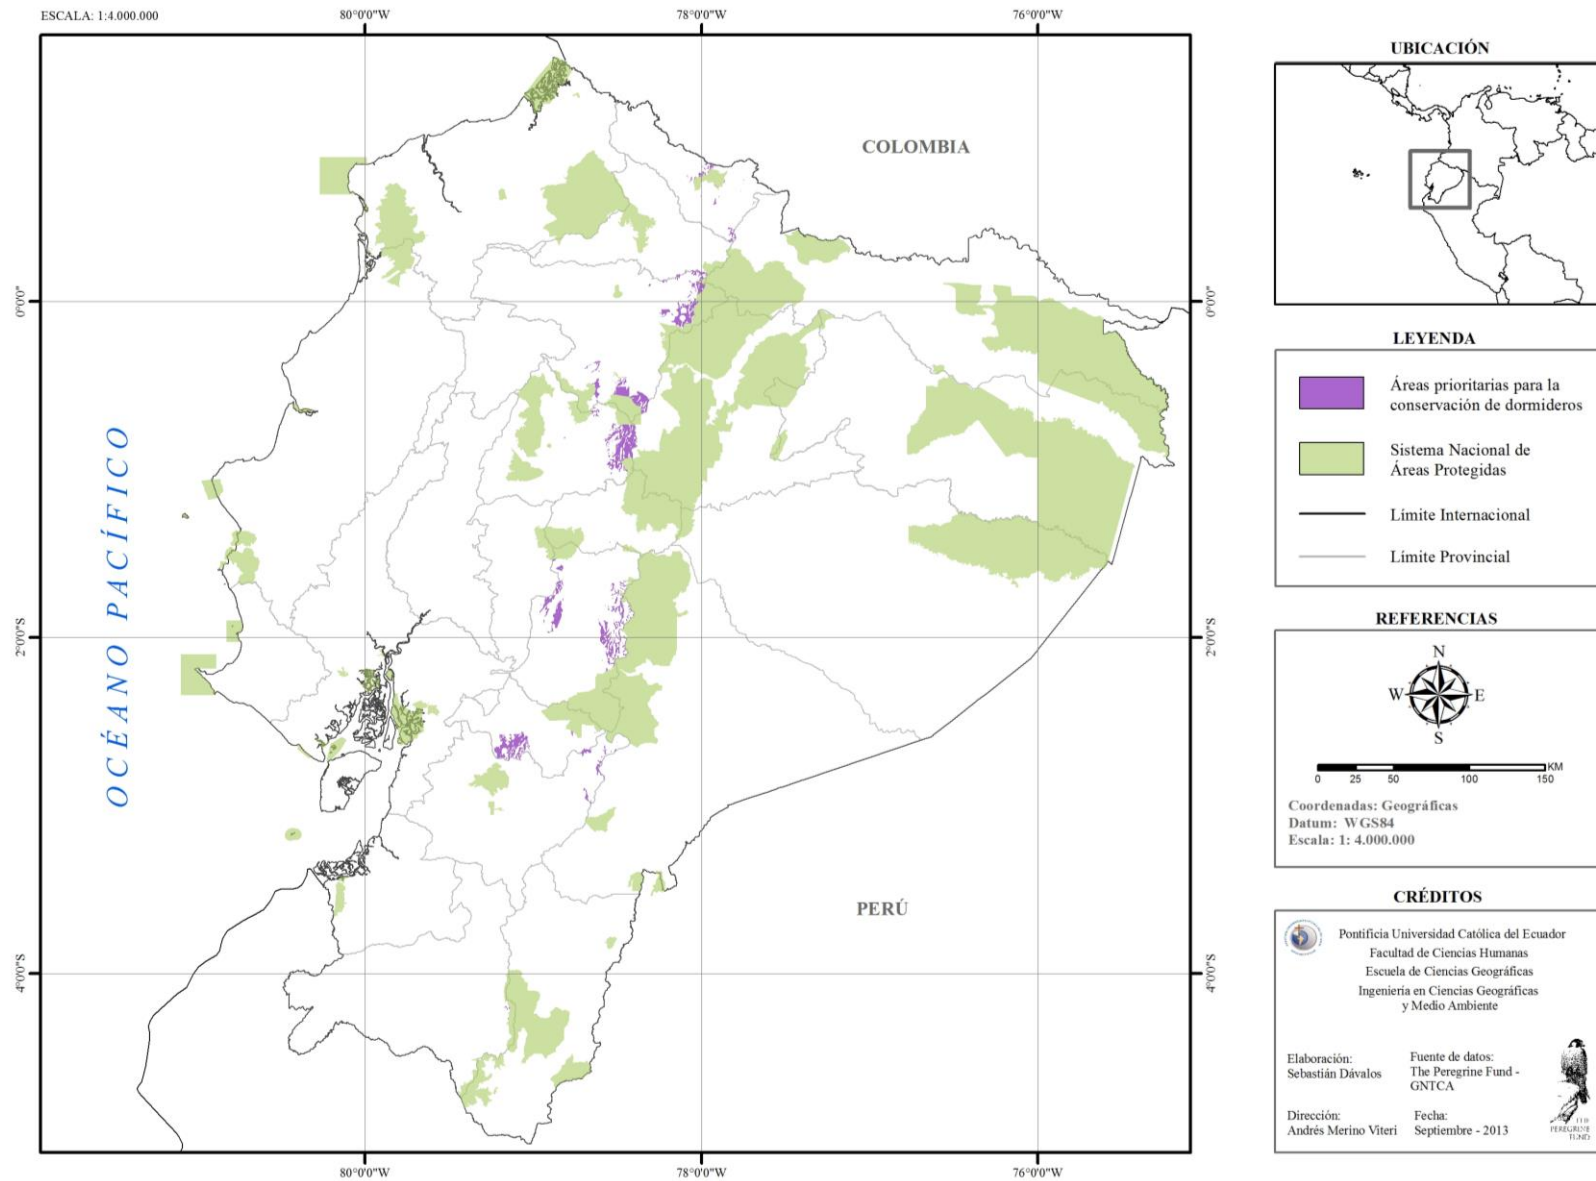 ESCALA: 1:4.000.000
80°0'0"W
78°0'0"W
76°0'0"W
COLOMBIA
0°0'0"
0°0'0"
OCÉANO PACÍFICO
2°0'0"S
2°0'0"S
PERÚ
4°0'0"S
4°0'0"S
80°0'0"W
78°0'0"W
76°0'0"W
UBICACIÓN
LEYENDA
Áreas prioritarias para la
conservación de dormideros
Sistema Nacional de
Áreas Protegidas
Límite Internacional
Límite Provincial
REFERENCIAS
N
W
E
S
KM
0 25 50 100 150
Coordenadas: Geográficas
Datum: WGS84
Escala: 1: 4.000.000
CRÉDITOS
Pontificia Universidad Católica del Ecuador
Facultad de Ciencias Humanas
Escuela de Ciencias Geográficas
Ingeniería en Ciencias Geográficas
y Medio Ambiente
Elaboración:
Sebastián Dávalos
Fuente de datos:
The Peregrine Fund -
GNTCA
Dirección:
Andrés Merino Viteri
Fecha:
Septiembre - 2013
THE
PEREGRINE
FUND